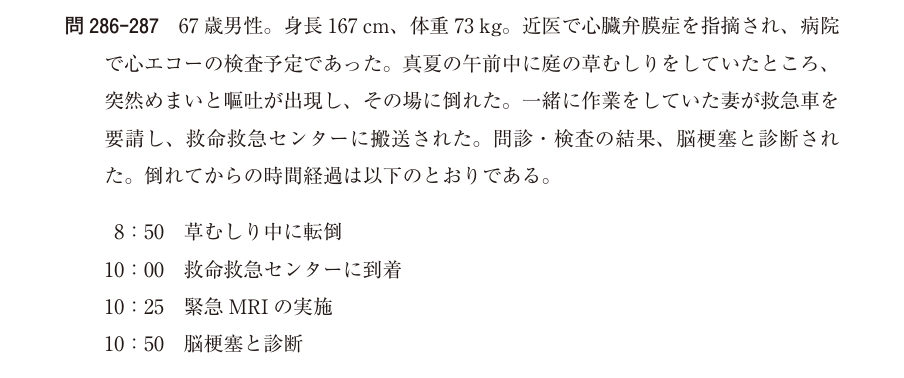 問 286-287 67 歳男性。身長 167 cm、体重 73 kg。近医で心臓弁膜症を指摘され、病院
で心エコーの検査予定であった。真夏の午前中に庭の草むしりをしていたところ、
突然めまいと嘔吐が出現し、その場に倒れた。一緒に作業をしていた妻が救急車を
要請し、救命救急センターに搬送された。問診・検査の結果、脳梗塞と診断され
た。倒れてからの時間経過は以下のとおりである。
8：50 草むしり中に転倒
10：00 救命救急センターに到着
10：25 緊急 MRI の実施
10：50 脳梗塞と診断